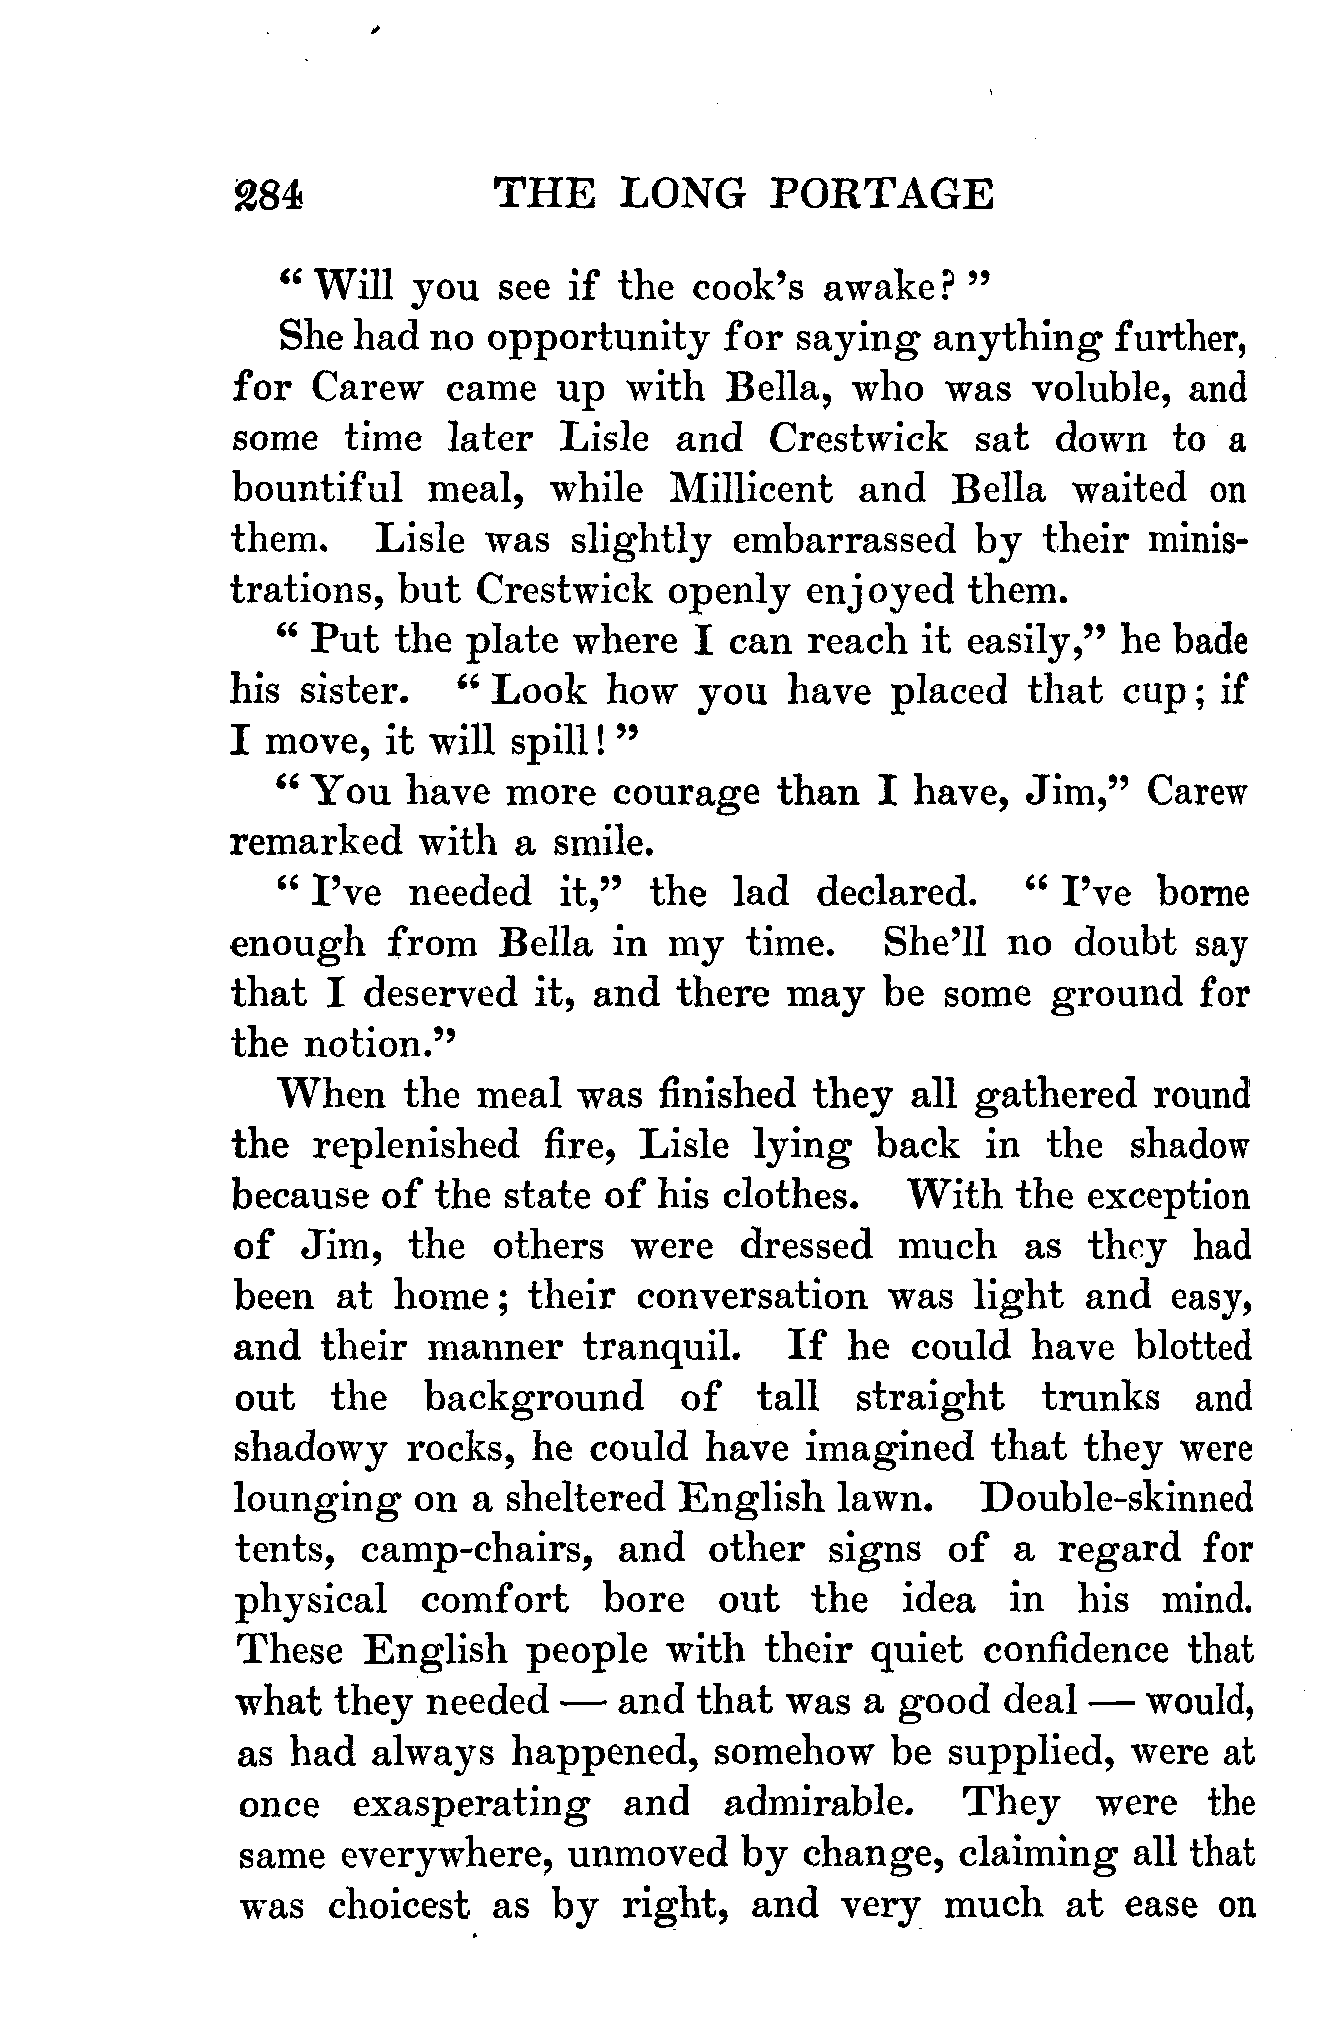 284 THE LONG PORTAGE
“ Will you see if the cook’s awake? ”
She had no opportunity for saying anything further,
for Carew came up with Bella, who was voluble, and
some time later Lisle and Crestwick sat down to a
bountiful meal, while Millicent and Bella waited on
them. Lisle was slightly embarrassed by their minis-
trations, but Crestwick openly enjoyed them.
“ Put the plate where I can reach it easily,” he bade
his sister. “ Look how you have placed that cup; if
I move, it will spill! ”
“ You have more courage than I have, Jim,” Carew
remarked with a smile.
“ I’ve needed it,” the lad declared. “ I’ve borne
enough from Bella in my time. She’ll no doubt say
that I deserved it, and there may be some ground for
the notion.”
When the meal was finished they all gathered round
the replenished fire, Lisle lying back in the shadow
because of the state of his clothes. With the exception
of Jim, the others were dressed much as they had
been at home; their conversation was light and easy,
and their manner tranquil. If he could have blotted
out the background of tall straight trunks and
shadowy rocks, he could have imagined that they were
lounging on a sheltered English lawn. Double-skinned
tents, camp-chairs, and other signs of a regard for
physical comfort bore out the idea in his mind.
These English people with their quiet confidence that
what they needed — and that was a good deal — would,
as had always happened, somehow be supplied, were at
once exasperating and admirable. They were the
same everywhere, unmoved by change, claiming all that
was choicest as by right, and very much at ease on